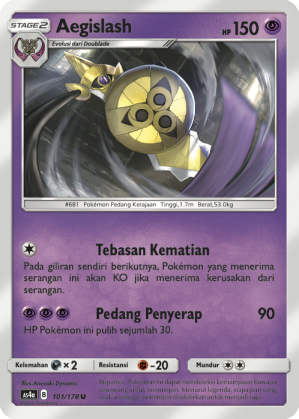 STAGE2 Aegislash HP 150
Evolusi dari Doublade
#681 Pokémon Pedang Kerajaan Tinggi,1.7m Berat,53.0kg
Tebasan Kematian
Pada giliran sendiri berikutnya, Pokémon yang menerima
serangan ini akan KO jika menerima kerusakan dari
serangan.
Pedang Penyerap 90
HP Pokémon ini pulih sejumlah 30.
Kelemahan ×2 Resistansi -20 Mundur
AS4a B 101/178 U